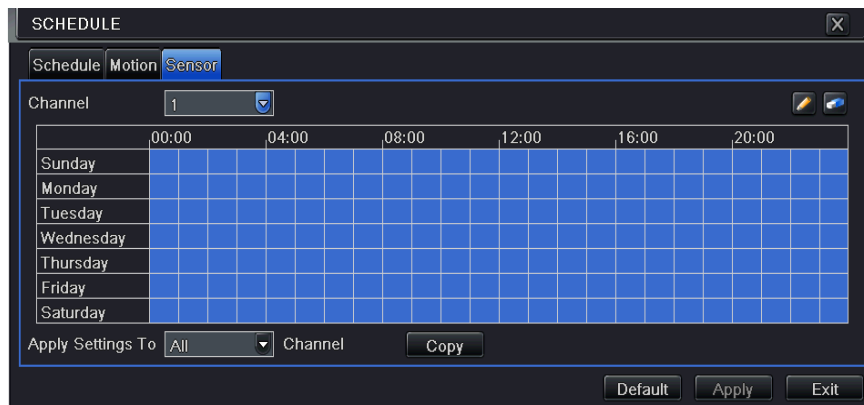 SCHEDULE X
Schedule Motion Sensor
Channel 1
00:00 04:00 08:00 12:00 16:00 20:00
Sunday
Monday
Tuesday
Wednesday
Thursday
Friday
Saturday
Apply Settings To All Channel Copy
Default Apply Exit